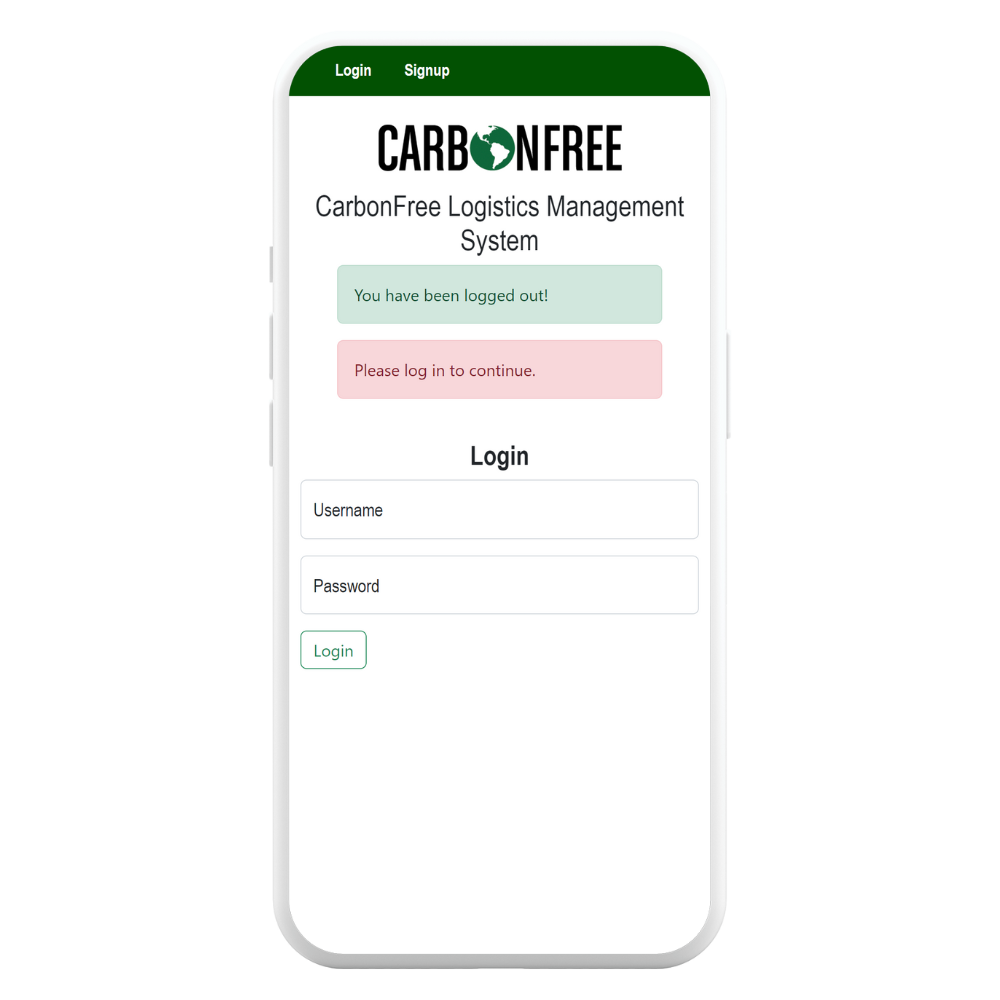 Login Signup
CARBONFREE
CarbonFree Logistics Management
System
You have been logged out!
Please log in to continue.
Login
Username
Password
Login